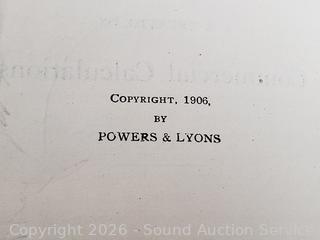 Commercial Calculations
COPYRIGHT, 1906,
BY
POWERS & LYONS
Copyright 2026 - Sound Auction Service